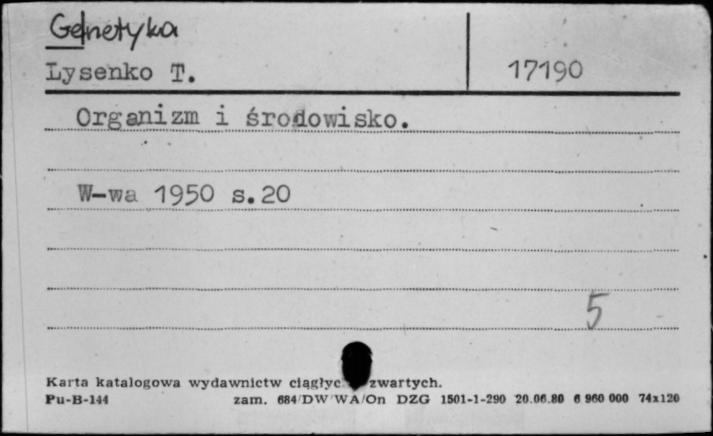 Genetyka
Lysenko T.
17190
Organizm i środowisko.
W-wa 1950 s.20
5
Karta katalogowa wydawnictw ciągłyc zwartych.
Pu-B-144 zam. 684/DW/WA/On DZG 1501-1-290 20.06.80 6 960 000 74x120